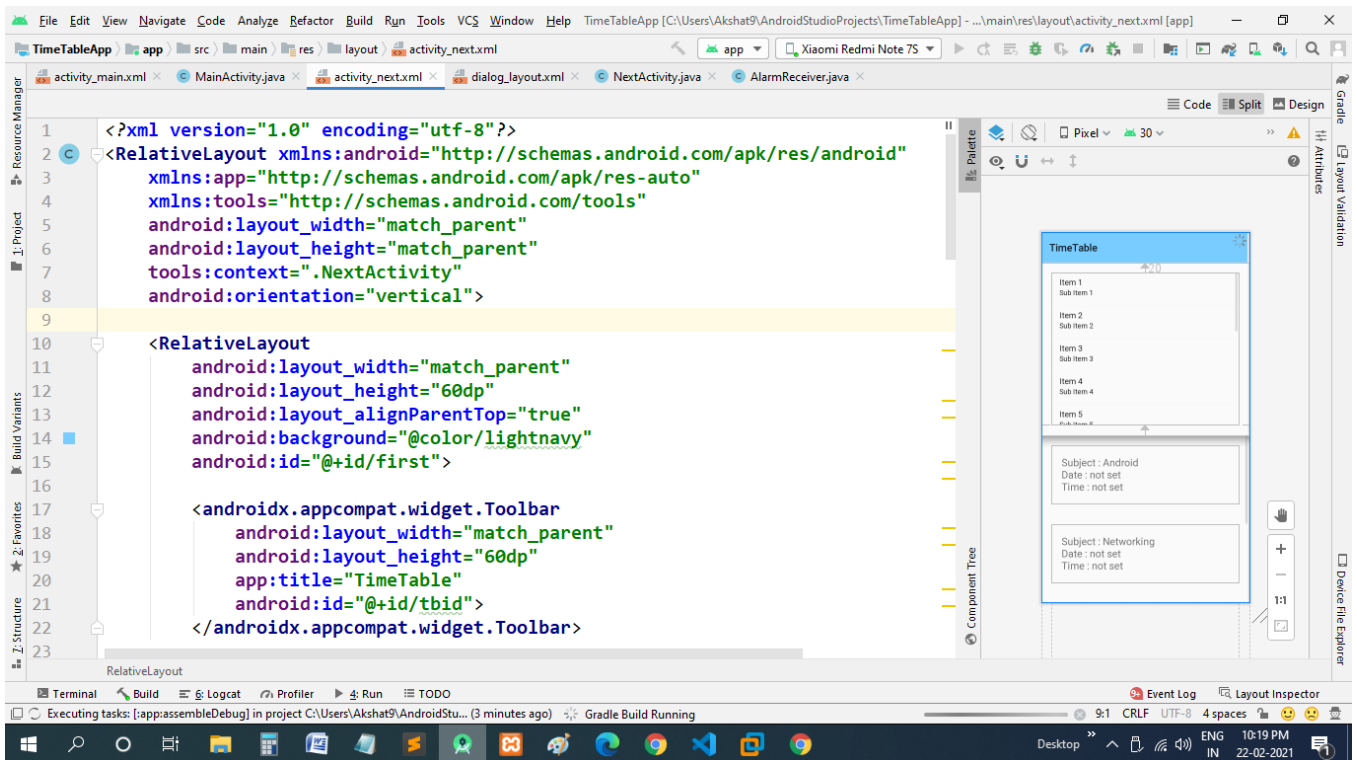 File Edit View Navigate Code Analyze Refactor Build Run Tools VCS Window Help TimeTableApp [C:\Users\Akshat9\AndroidStudioProjects\TimeTableApp] - ...\main\res\layout\activity_next.xml [app]
TimeTableApp app src main res layout activity_next.xml app Xiaomi Redmi Note 7S
activity_main.xml MainActivity.java activity_next.xml dialog_layout.xml NextActivity.java AlarmReceiver.java
Code Split Design
Resource Manager
1: Project
Build Variants
2: Favorites
7: Structure
1 <?xml version="1.0" encoding="utf-8"?>
2 <RelativeLayout xmlns:android="http://schemas.android.com/apk/res/android"
3 xmlns:app="http://schemas.android.com/apk/res-auto"
4 xmlns:tools="http://schemas.android.com/tools"
5 android:layout_width="match_parent"
6 android:layout_height="match_parent"
7 tools:context=".NextActivity"
8 android:orientation="vertical">
9
10 <RelativeLayout
11 android:layout_width="match_parent"
12 android:layout_height="60dp"
13 android:layout_alignParentTop="true"
14 android:background="@color/lightnavy"
15 android:id="@+id/first">
16
17 <androidx.appcompat.widget.Toolbar
18 android:layout_width="match_parent"
19 android:layout_height="60dp"
20 app:title="TimeTable"
21 android:id="@+id/tbid">
22 </androidx.appcompat.widget.Toolbar>
23
RelativeLayout
Palette
Component Tree
Pixel 30
TimeTable
20
Item 1
Sub Item 1
Item 2
Sub Item 2
Item 3
Sub Item 3
Item 4
Sub Item 4
Item 5
Subject : Android
Date : not set
Time : not set
Subject : Networking
Date : not set
Time : not set
1:1
Attributes
Gradle
Layout Validation
Device File Explorer
Terminal Build 6: Logcat Profiler 4: Run TODO Event Log Layout Inspector
Executing tasks: [:app:assembleDebug] in project C:\Users\Akshat9\AndroidStu... (3 minutes ago) Gradle Build Running 9:1 CRLF UTF-8 4 spaces
Desktop ENG 10:19 PM
IN 22-02-2021